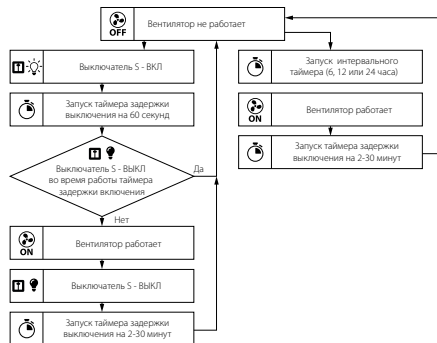 OFF
Вентилятор не работает
Выключатель S - ВКЛ
Запуск таймера задержки
выключения на 60 секунд
Выключатель S - ВЫКЛ
во время работы таймера
задержки включения
Да
Нет
ON
Вентилятор работает
Выключатель S - ВЫКЛ
Запуск таймера задержки
выключения на 2-30 минут
Запуск интервального
таймера (6, 12 или 24 часа)
ON
Вентилятор работает
Запуск таймера задержки
выключения на 2-30 минут